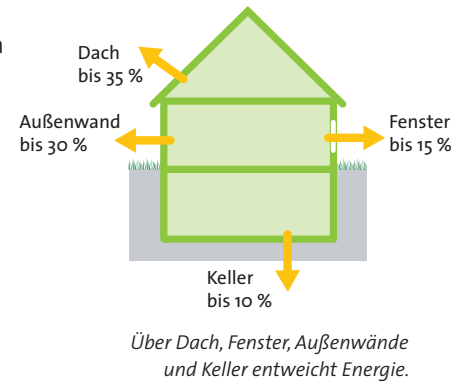 Dach
bis 35 %
Außenwand
bis 30 %
Fenster
bis 15 %
Keller
bis 10 %
Über Dach, Fenster, Außenwände
und Keller entweicht Energie.